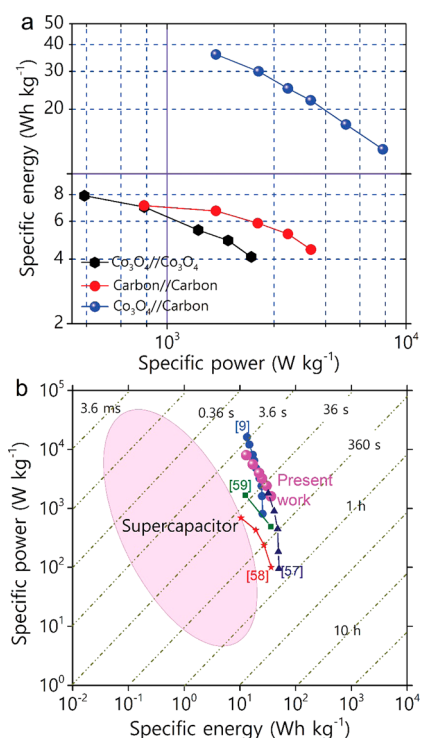 a
Specific energy (Wh kg⁻¹)
50
40
30
20
8
6
4
2
Co₃O₄//Co₃O₄
Carbon//Carbon
Co₃O₄//Carbon
10³
10⁴
Specific power (W kg⁻¹)
b
Specific power (W kg⁻¹)
10⁵
10⁴
10³
10²
10¹
10⁰
3.6 ms
0.36 s
3.6 s
36 s
360 s
1 h
10 h
[9]
Present
work
[59]
Supercapacitor
[58]
[57]
10⁻²
10⁻¹
10⁰
10¹
10²
10³
10⁴
Specific energy (Wh kg⁻¹)